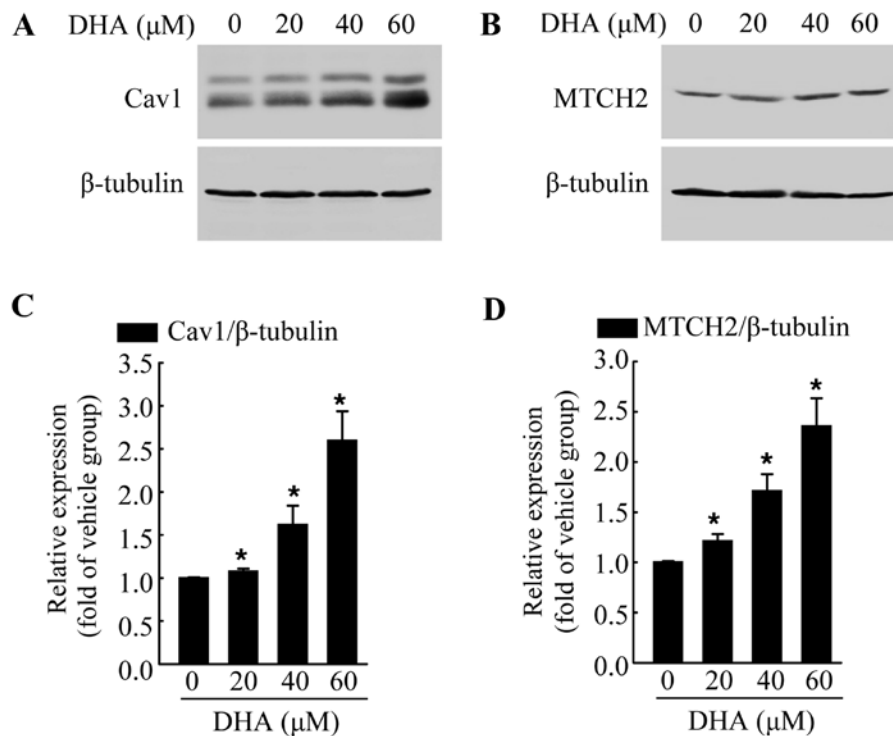 A
DHA (μM) 0 20 40 60
Cav1
β-tubulin
B
DHA (μM) 0 20 40 60
MTCH2
β-tubulin
C
Cav1/β-tubulin
Relative expression
(fold of vehicle group)
3.5
3.0
2.5
2.0
1.5
1.0
0.5
0.0
* * *
0 20 40 60
DHA (μM)
D
MTCH2/β-tubulin
Relative expression
(fold of vehicle group)
3.0
2.5
2.0
1.5
1.0
0.5
0.0
* * *
0 20 40 60
DHA (μM)